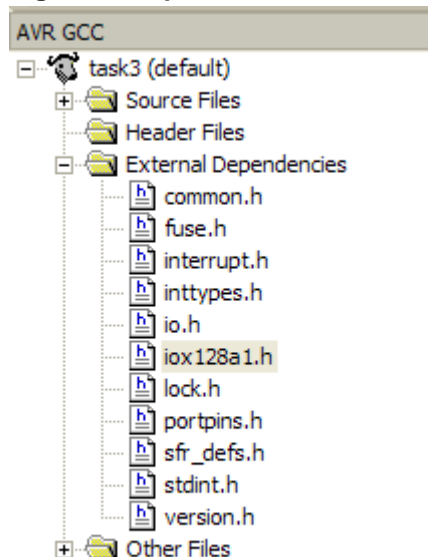 AVR GCC
task3 (default)
Source Files
Header Files
External Dependencies
common.h
fuse.h
interrupt.h
inttypes.h
io.h
iox128a1.h
lock.h
portpins.h
sfr_defs.h
stdint.h
version.h
Other Files